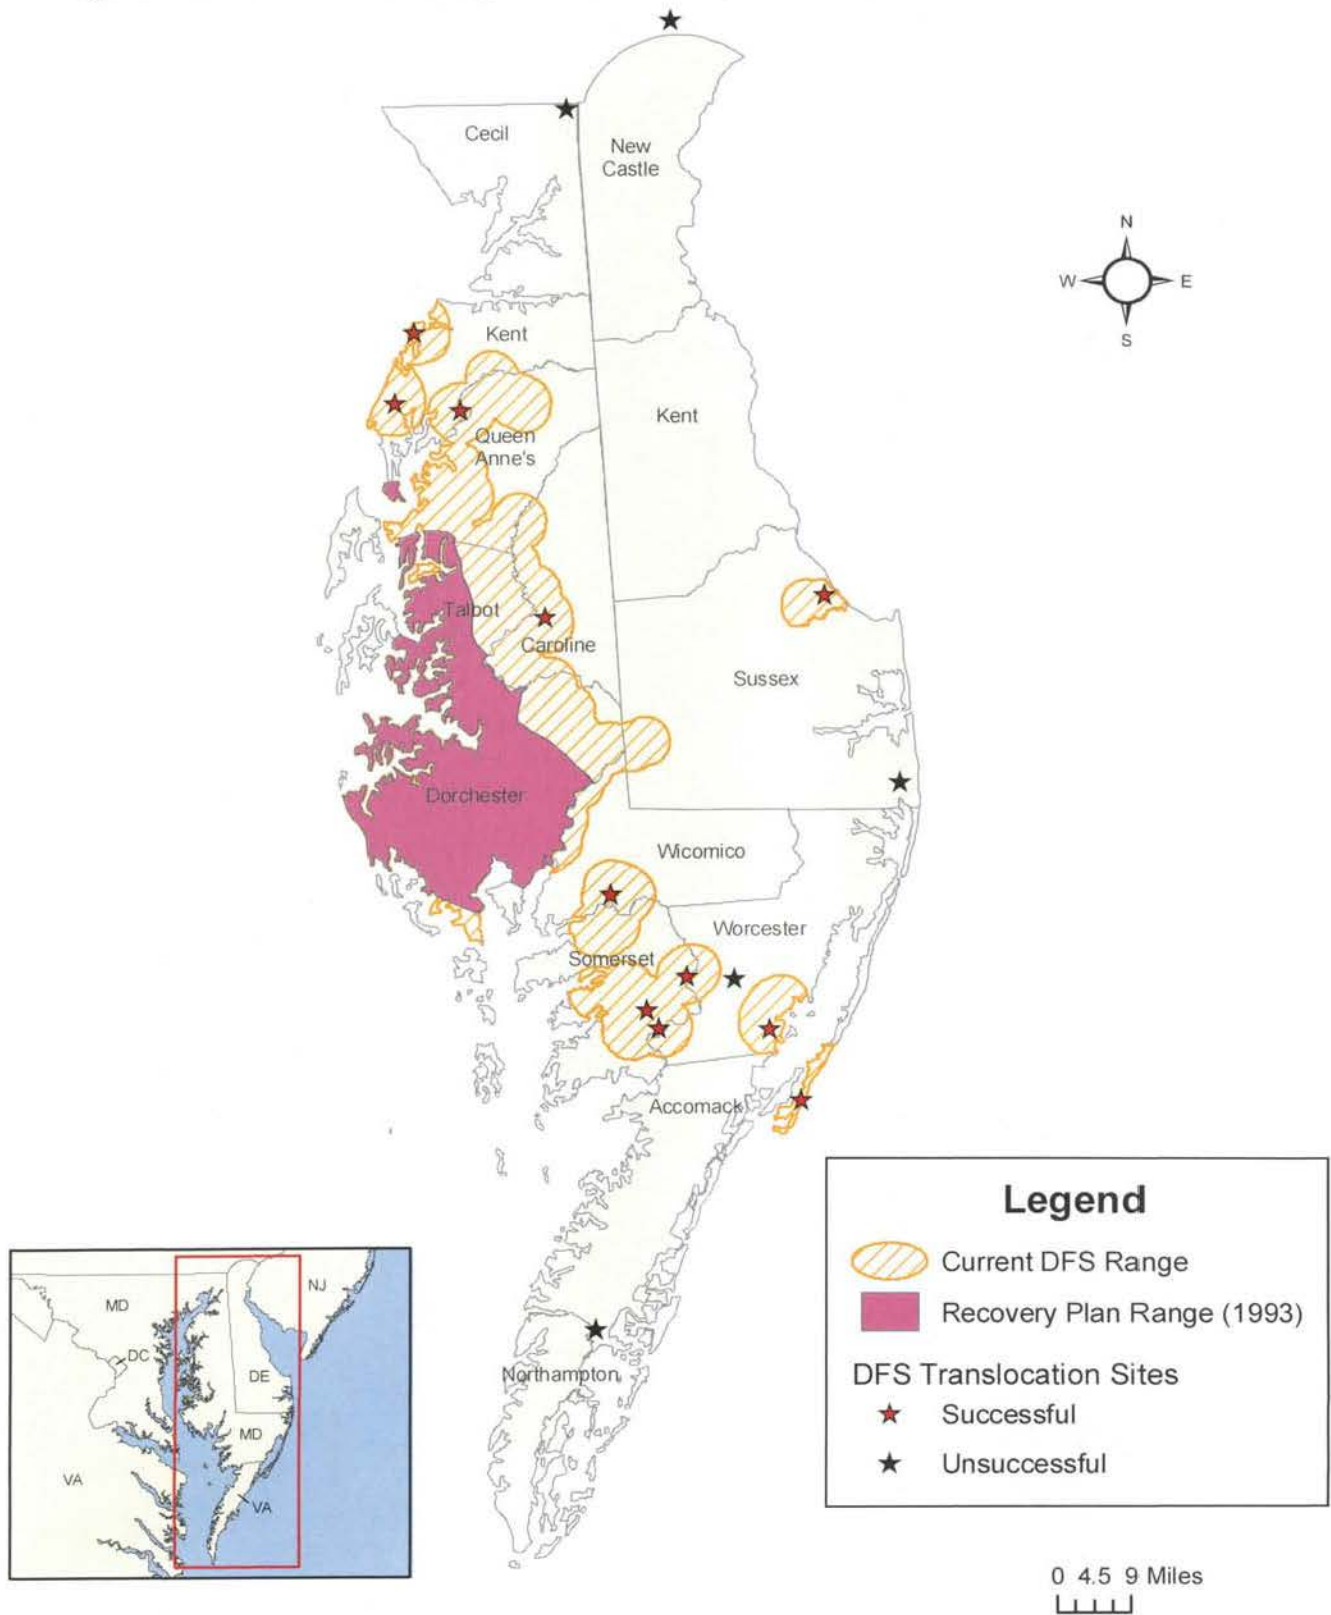 Cecil
New
Castle
N
W
E
S
Kent
Kent
Queen
Anne's
Talbot
Caroline
Sussex
Dorchester
Wicomico
Worcester
Somerset
Accomack
Northampton
Legend
Current DFS Range
Recovery Plan Range (1993)
DFS Translocation Sites
Successful
Unsuccessful
MD
NJ
DC
DE
MD
VA
VA
0 4.5 9 Miles